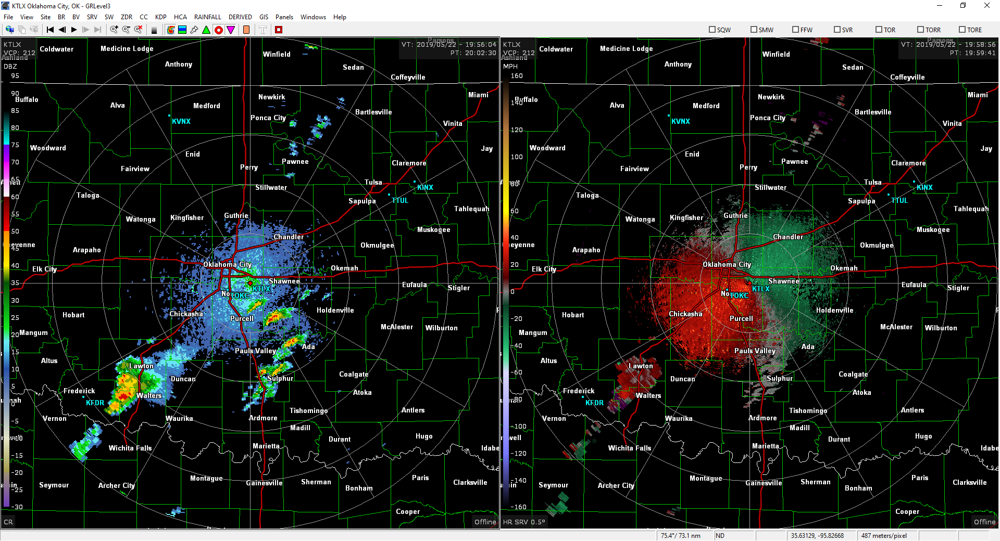 KTLX Oklahoma City, OK - GRLevel3
File View Site BR BV SRV SW ZDR CC KDP HCA RAINFALL DERIVED GIS Panels Windows Help
SQW SMW FFW SVR TOR TORR TORE
KTLX
VCP: 212
Ashland
DBZ
95
90
85
80
75
70
65
60
55
50
45
40
35
30
25
20
15
10
5
0
-5
-10
-15
-20
-25
-30
CR
Parsons
VT: 2019/05/22 - 19:56:04
PT: 20:02:30
Coldwater
Medicine Lodge
Winfield
Anthony
Sedan
Coffeyville
Buffalo
Alva
Medford
Newkirk
Miami
Ponca City
Bartlesville
KVNX
Vinita
Woodward
Enid
Jay
Fairview
Perry
Pawnee
Claremore
Tulsa
Stillwater
KINX
Taloga
Sapulpa
TTUL
Tahlequah
Watonga
Kingfisher
Guthrie
Muskogee
Chandler
Okmulgee
Cheyenne
Arapaho
Oklahoma City
Elk City
Okemah
Shawnee
Eufaula
Stigler
KTLX
No
TOKC
Hobart
Chickasha
Purcell
Holdenville
McAlester
Wilburton
Mangum
Pauls Valley
Ada
Altus
Lawton
Duncan
Sulphur
Coalgate
Frederick
Walters
Atoka
KFDR
Vernon
Waurika
Ardmore
Tishomingo
Antlers
Madill
Durant
Hugo
Wichita Falls
Marietta
Idabe
Montague
Gainesville
Sherman
Paris
Clarksville
Seymour
Archer City
Bonham
Cooper
Offline
KTLX
VCP: 212
Ashland
MPH
160
140
120
100
80
60
40
20
0
-20
-40
-60
-80
-100
-120
-140
-160
HR SRV 0.5°
Parsons
VT: 2019/05/22 - 19:58:56
PT: 19:59:41
Coldwater
Medicine Lodge
Winfield
Anthony
Sedan
Coffeyville
Buffalo
Alva
Medford
Newkirk
Miami
Ponca City
Bartlesville
KVNX
Vinita
Woodward
Enid
Jay
Fairview
Perry
Pawnee
Claremore
Tulsa
Stillwater
KINX
Taloga
Sapulpa
TTUL
Tahlequah
Watonga
Kingfisher
Guthrie
Muskogee
Chandler
Okmulgee
heyenne
Arapaho
Oklahoma City
Elk City
Okemah
Shawnee
Eufaula
Stigler
KTLX
No
TOKC
Hobart
Chickasha
Purcell
Holdenville
McAlester
Wilburton
Mangum
Pauls Valley
Ada
Altus
Lawton
Duncan
Sulphur
Coalgate
Frederick
Walters
Atoka
KFDR
Vernon
Waurika
Ardmore
Tishomingo
Antlers
Madill
Durant
Hugo
Wichita Falls
Marietta
Idabe
Montague
Gainesville
Sherman
Paris
Clarksville
Seymour
Archer City
Bonham
Cooper
Offline
75.4°/ 73.1 nm ND 35.63129, -95.82668 487 meters/pixel